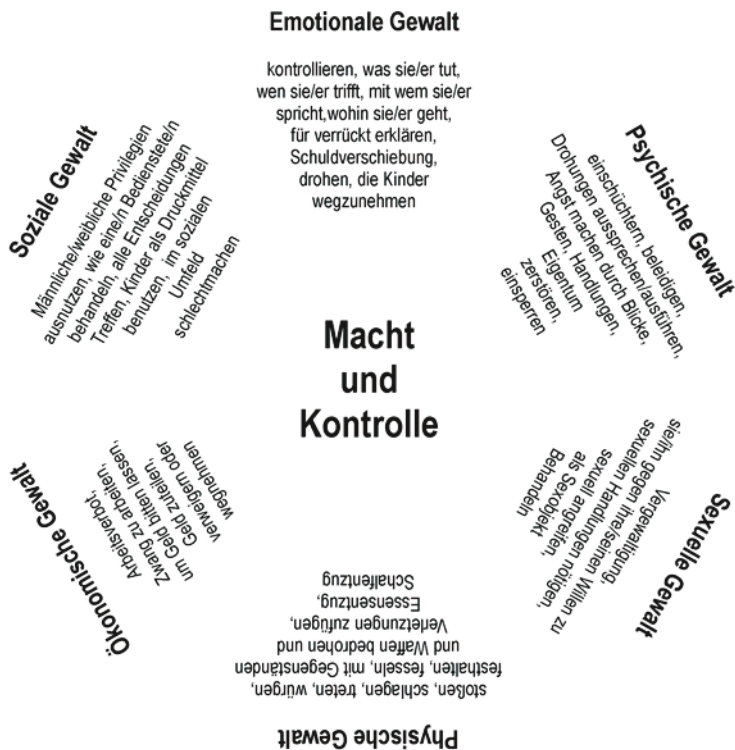 Emotionale Gewalt
kontrollieren, was sie/er tut,
wen sie/er trifft, mit wem sie/er
spricht,wohin sie/er geht,
für verrückt erklären,
Schuldverschiebung,
drohen, die Kinder
wegzunehmen
Psychische Gewalt
einschüchtern, beleidigen,
Drohungen aussprechen/ausführen,
Angst machen durch Blicke,
Gesten, Handlungen,
Eigentum
zerstören,
einsperren
Sexuelle Gewalt
Vergewaltigung,
sie/ihn gegen ihre/seinen Willen zu
sexuellen Handlungen nötigen,
sexuell angreifen,
als Sexobjekt
Behandeln
Physische Gewalt
stoßen, schlagen, treten, würgen,
festhalten, fesseln, mit Gegenständen
und Waffen bedrohen und
Verletzungen zufügen,
Essensentzug,
Schalfentzug
Ökonomische Gewalt
Arbeitsverbot,
Zwang zu arbeiten,
um Geld bitten lassen,
Geld zuteilen,
verweigern oder
wegnehmen
Soziale Gewalt
Männliche/weibliche Privilegien
ausnutzen, wie eine/n Bedienstete/n
behandeln, alle Entscheidungen
Treffen, Kinder als Druckmittel
benutzen, im sozialen
Umfeld
schlechtmachen
Macht
und
Kontrolle